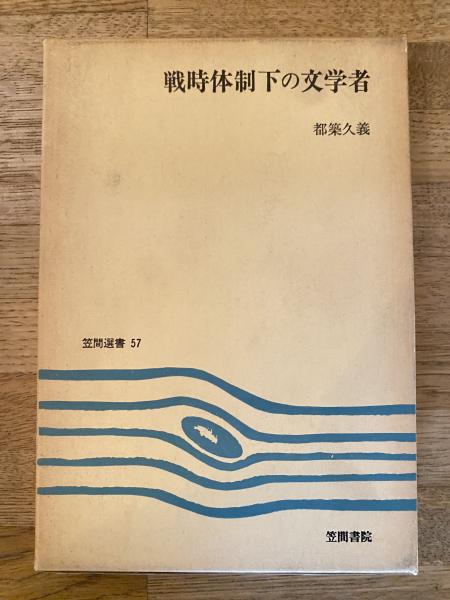 戦時体制下の文学者
都築久義
笠間選書 57
笠間書院